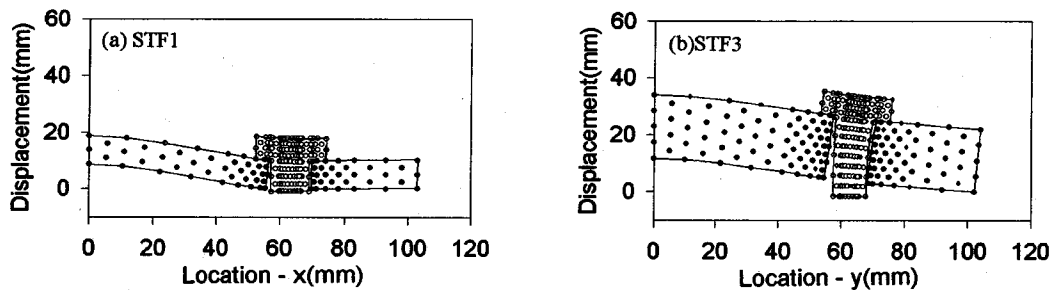 (a) STF1
Displacement(mm)
60
40
20
0
0 20 40 60 80 100 120
Location - x(mm)
(b)STF3
Displacement(mm)
60
40
20
0
0 20 40 60 80 100 120
Location - y(mm)